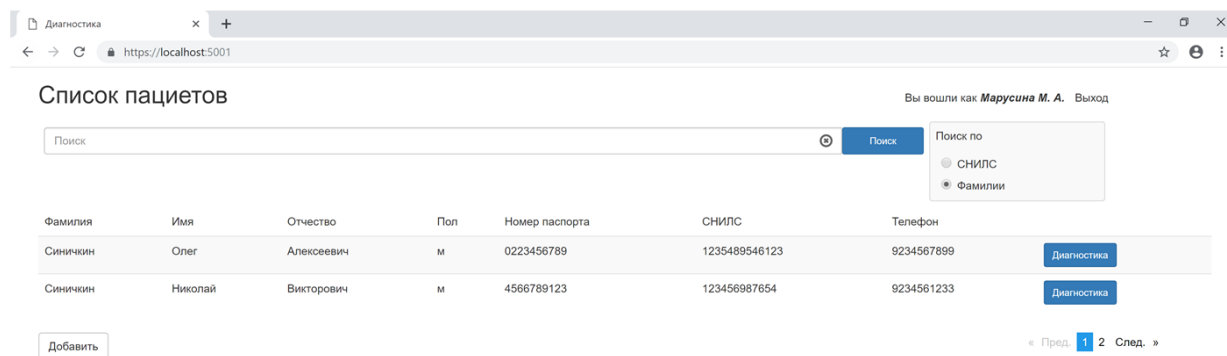 Диагностика
https://localhost:5001
Список пациетов
Вы вошли как Марусина М. А. Выход
Поиск
Поиск
Поиск по
СНИЛС
Фамилии
Фамилия Имя Отчество Пол Номер паспорта СНИЛС Телефон
Синичкин Олег Алексеевич м 0223456789 1235489546123 9234567899 Диагностика
Синичкин Николай Викторович м 4566789123 123456987654 9234561233 Диагностика
Добавить
« Пред. 1 2 След. »